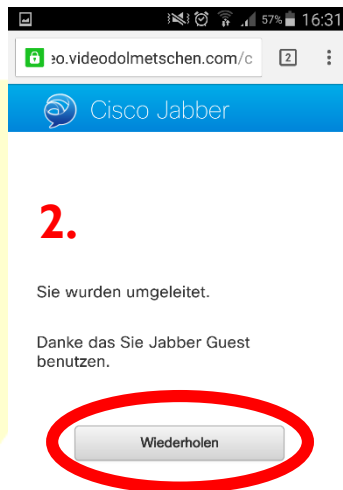 57% 16:31
eo.videodolmetschen.com/c 2
Cisco Jabber
2.
Sie wurden umgeleitet.
Danke das Sie Jabber Guest
benutzen.
Wiederholen